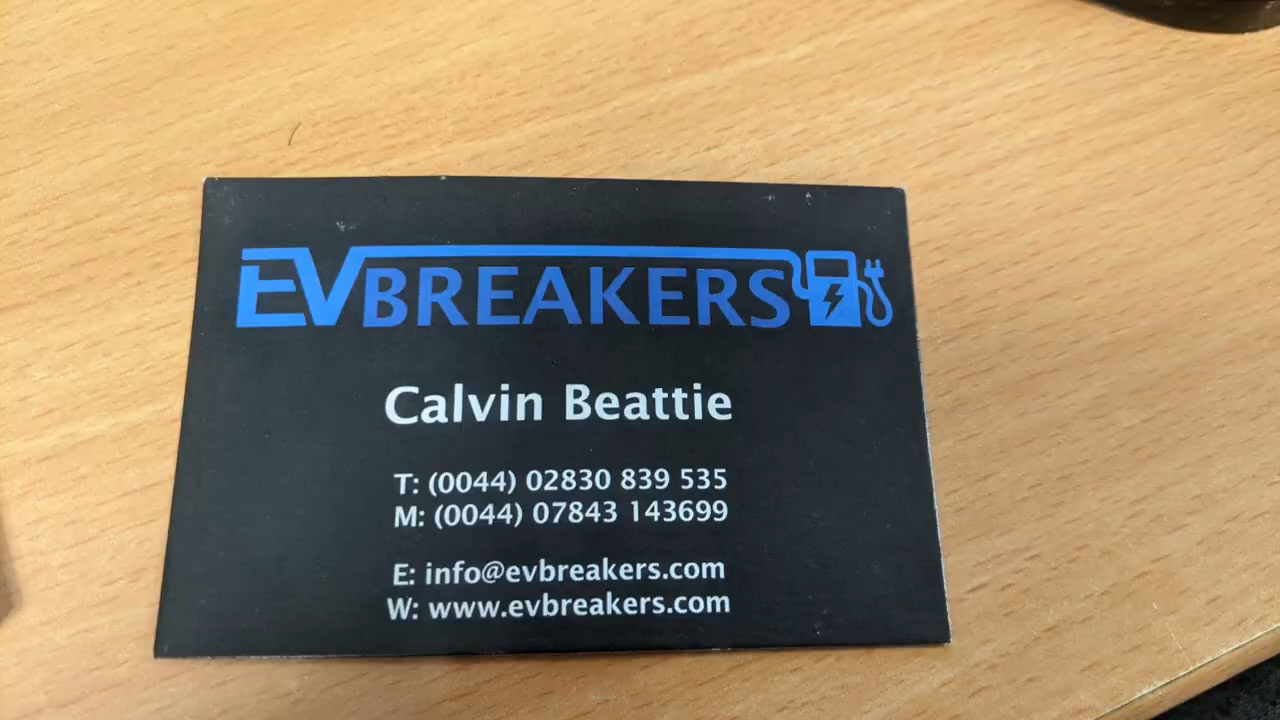 EVBREAKERS
Calvin Beattie
T: (0044) 02830 839 535
M: (0044) 07843 143699
E: info@evbreakers.com
W: www.evbreakers.com